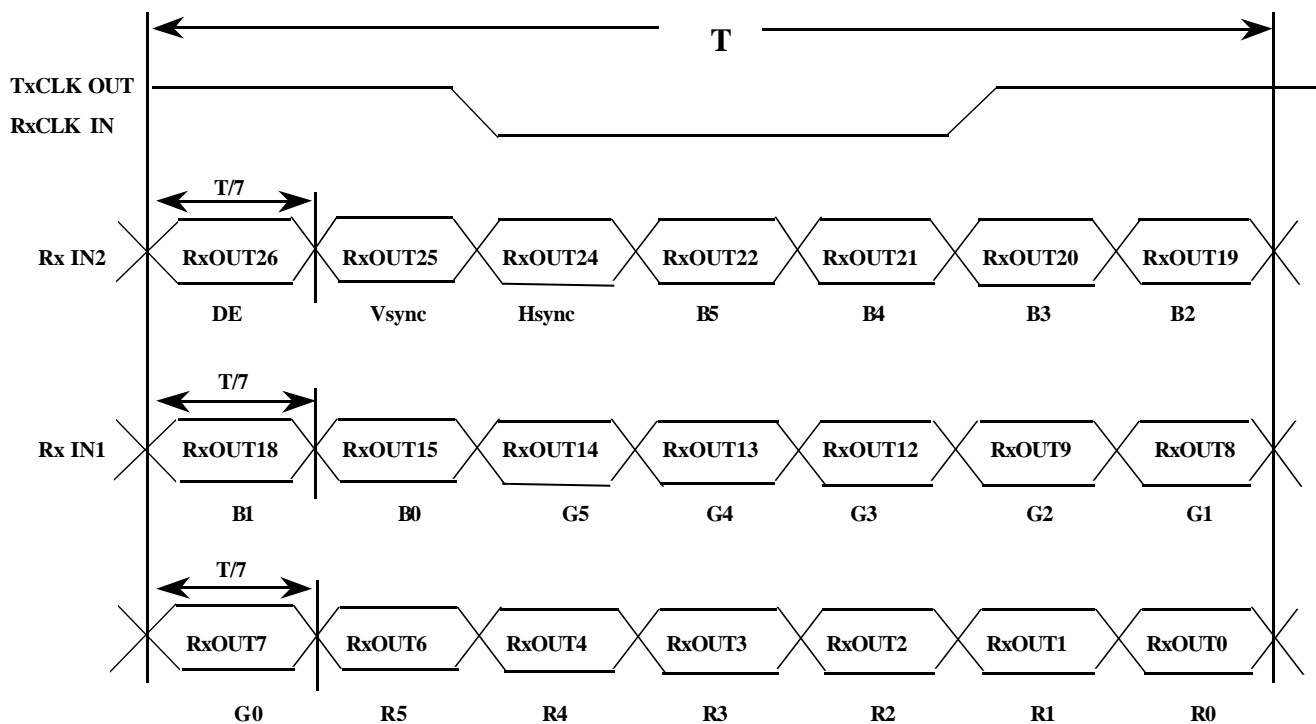 T
TxCLK OUT
RxCLK IN
T/7
Rx IN2
RxOUT26 RxOUT25 RxOUT24 RxOUT22 RxOUT21 RxOUT20 RxOUT19
DE Vsync Hsync B5 B4 B3 B2
T/7
Rx IN1
RxOUT18 RxOUT15 RxOUT14 RxOUT13 RxOUT12 RxOUT9 RxOUT8
B1 B0 G5 G4 G3 G2 G1
T/7
RxOUT7 RxOUT6 RxOUT4 RxOUT3 RxOUT2 RxOUT1 RxOUT0
G0 R5 R4 R3 R2 R1 R0